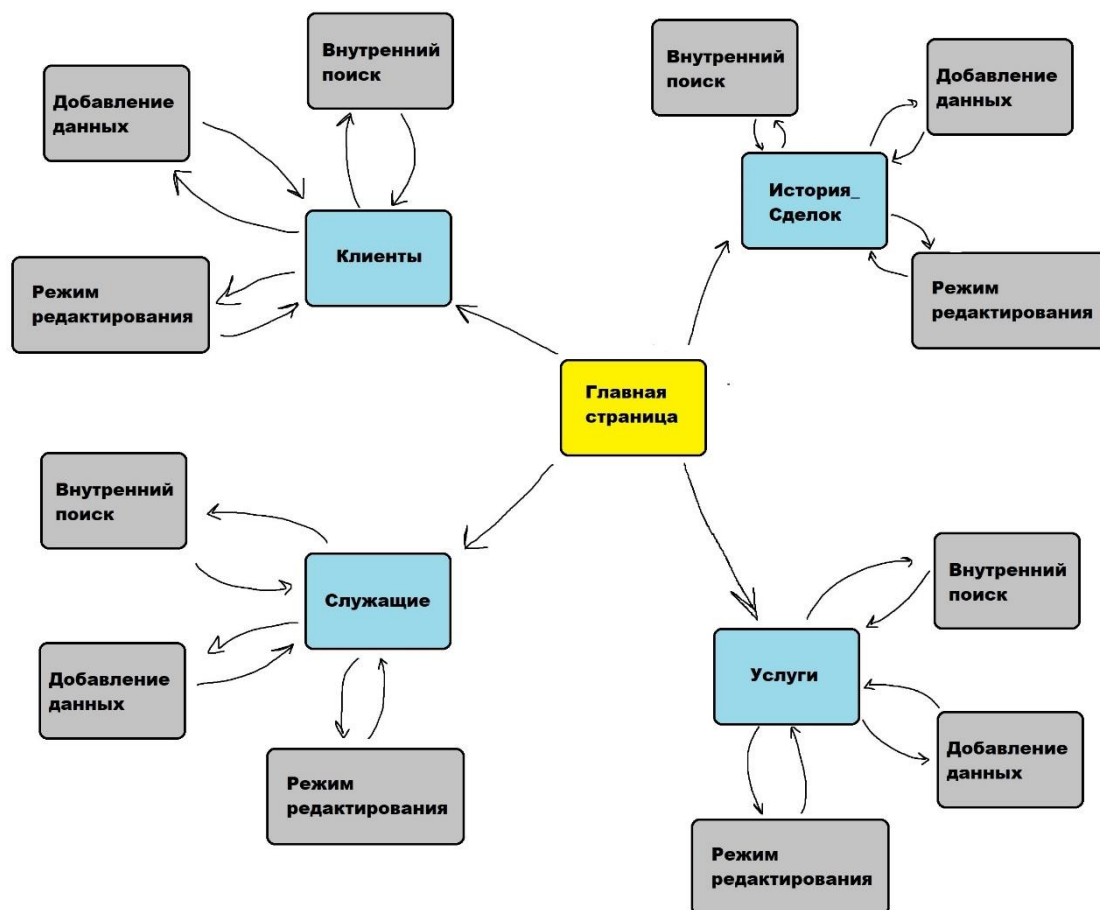 Внутренний
поиск
Добавление
данных
Клиенты
Режим
редактирования
Внутренний
поиск
Добавление
данных
История_
Сделок
Режим
редактирования
Главная
страница
Внутренний
поиск
Служащие
Добавление
данных
Режим
редактирования
Внутренний
поиск
Услуги
Добавление
данных
Режим
редактирования